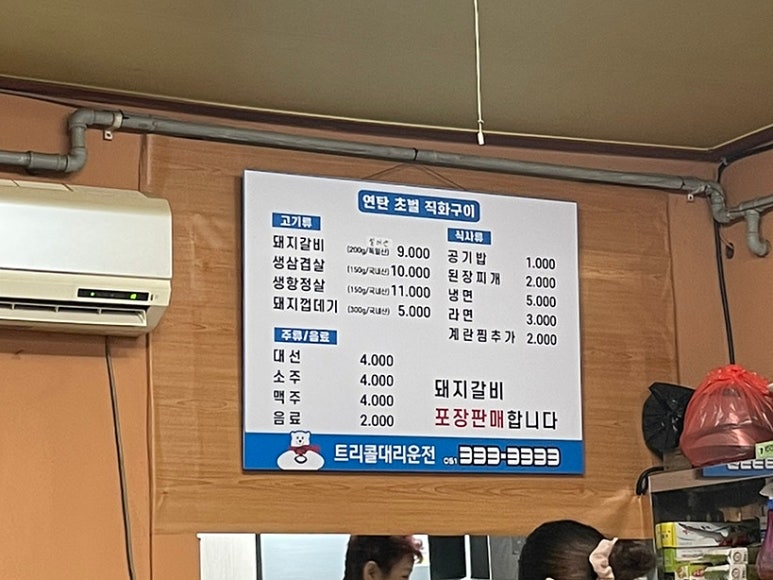 연탄 초벌 직화구이
고기류
돼지갈비 (200g/독일산) 9.000
생삼겹살 (150g/국내산) 10.000
생항정살 (150g/국내산) 11.000
돼지껍데기 (300g/국내산) 5.000
식사류
공기밥 1.000
된장찌개 2.000
냉면 5.000
라면 3.000
계란찜추가 2.000
주류/음료
대선 4.000
소주 4.000
맥주 4.000
음료 2.000
돼지갈비
포장판매합니다
트리콜대리운전 051 333-3333